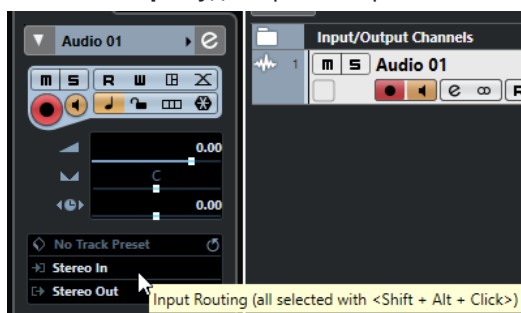 Audio 01
e
m S R W
0.00
C
0.00
No Track Preset
Stereo In
Stereo Out
Input/Output Channels
1 m S Audio 01
e R
Input Routing (all selected with <Shift + Alt + Click>)